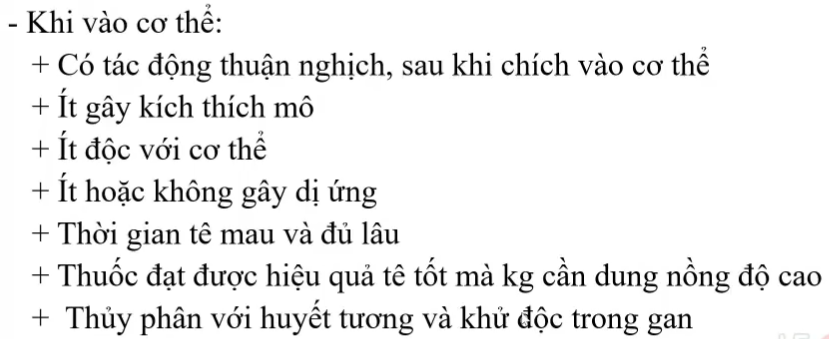 - Khi vào cơ thể:
+ Có tác động thuận nghịch, sau khi chích vào cơ thể
+ Ít gây kích thích mô
+ Ít độc với cơ thể
+ Ít hoặc không gây dị ứng
+ Thời gian tê mau và đủ lâu
+ Thuốc đạt được hiệu quả tê tốt mà kg cần dung nồng độ cao
+ Thủy phân với huyết tương và khử độc trong gan